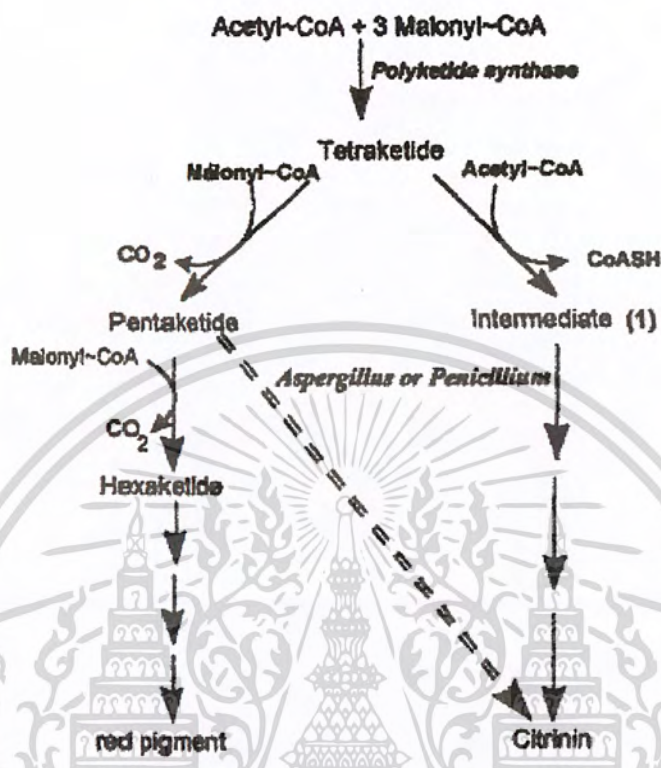 Acetyl~CoA + 3 Malonyl~CoA
Polyketide synthase
Tetraketide
Malonyl~CoA
Acetyl~CoA
CO2
CoASH
Pentaketide
Intermediate (1)
Malonyl~CoA
Aspergillus or Penicillium
CO2
Hexaketide
red pigment
Citrinin